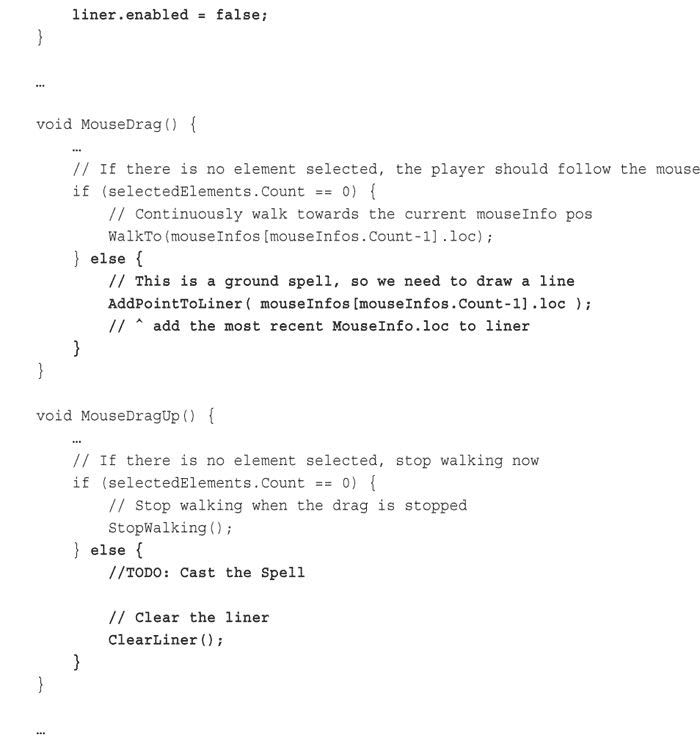 liner.enabled = false;
}
…
void MouseDrag() {
…
// If there is no element selected, the player should follow the mouse
if (selectedElements.Count == 0) {
// Continuously walk towards the current mouseInfo pos
WalkTo(mouseInfos[mouseInfos.Count-1].loc);
} else {
// This is a ground spell, so we need to draw a line
AddPointToLiner( mouseInfos[mouseInfos.Count-1].loc );
// ^ add the most recent MouseInfo.loc to liner
}
}
void MouseDragUp() {
…
// If there is no element selected, stop walking now
if (selectedElements.Count == 0) {
// Stop walking when the drag is stopped
StopWalking();
} else {
//TODO: Cast the Spell
// Clear the liner
ClearLiner();
}
}
…